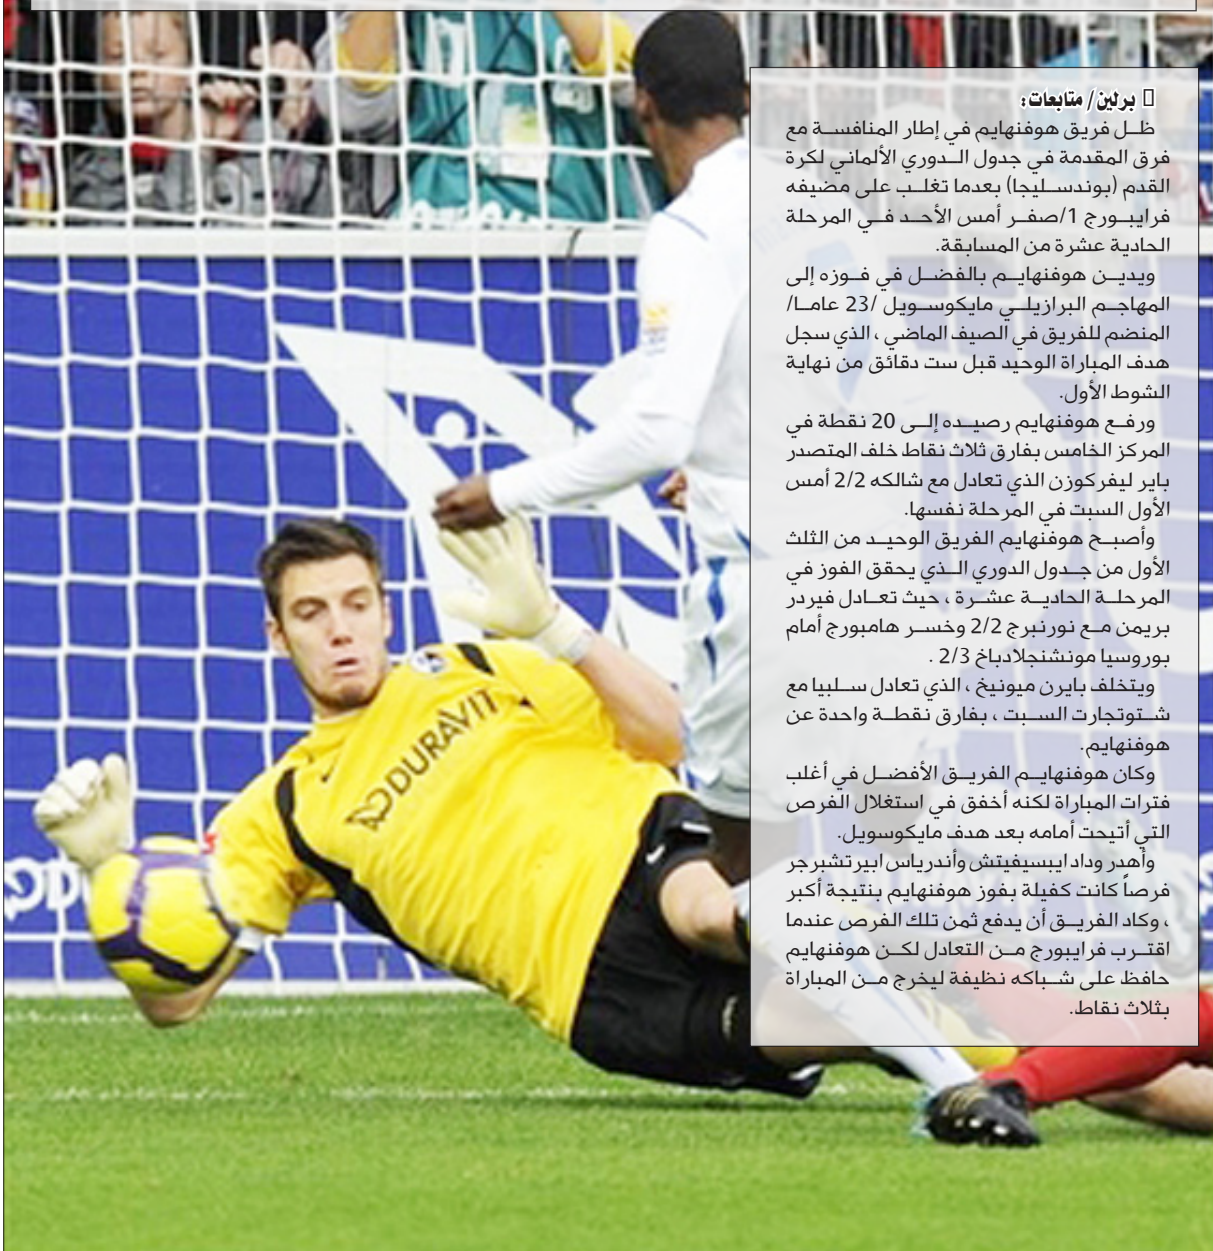 برلين/ متابعات:
ظل فريق هوفنهايم في إطار المنافسة مع
فرق المقدمة في جدول الدوري الألماني لكرة
القدم (بوندسليجا) بعدما تغلب على مضيفه
فرايبورج 1/صفر أمس الأحد في المرحلة
الحادية عشرة من المسابقة.
ويدين هوفنهايم بالفضل في فوزه إلى
المهاجم البرازيلي مايكوسويل /23 عاما/
المنضم للفريق في الصيف الماضي ، الذي سجل
هدف المباراة الوحيد قبل ست دقائق من نهاية
الشوط الأول.
ورفع هوفنهايم رصيده إلى 20 نقطة في
المركز الخامس بفارق ثلاث نقاط خلف المتصدر
باير ليفركوزن الذي تعادل مع شالكه 2/2 أمس
الأول السبت في المرحلة نفسها.
وأصبح هوفنهايم الفريق الوحيد من الثلث
الأول من جدول الدوري الذي يحقق الفوز في
المرحلة الحادية عشرة ، حيث تعادل فيردر
بريمن مع نورنبرج 2/2 وخسر هامبورج أمام
بوروسيا مونشنجلادباخ 2/3 .
ويتخلف بايرن ميونيخ ، الذي تعادل سلبيا مع
شتوتجارت السبت ، بفارق نقطة واحدة عن
هوفنهايم.
وكان هوفنهايم الفريق الأفضل في أغلب
فترات المباراة لكنه أخفق في استغلال الفرص
التي أتيحت أمامه بعد هدف مايكوسويل.
وأهدر وداد ايبسيفيتش وأندرياس ابيرتشبرجر
فرصاً كانت كفيلة بفوز هوفنهايم بنتيجة أكبر
، وكاد الفريق أن يدفع ثمن تلك الفرص عندما
اقترب فرايبورج من التعادل لكن هوفنهايم
حافظ على شباكه نظيفة ليخرج من المباراة
بثلاث نقاط.
DURAVIT